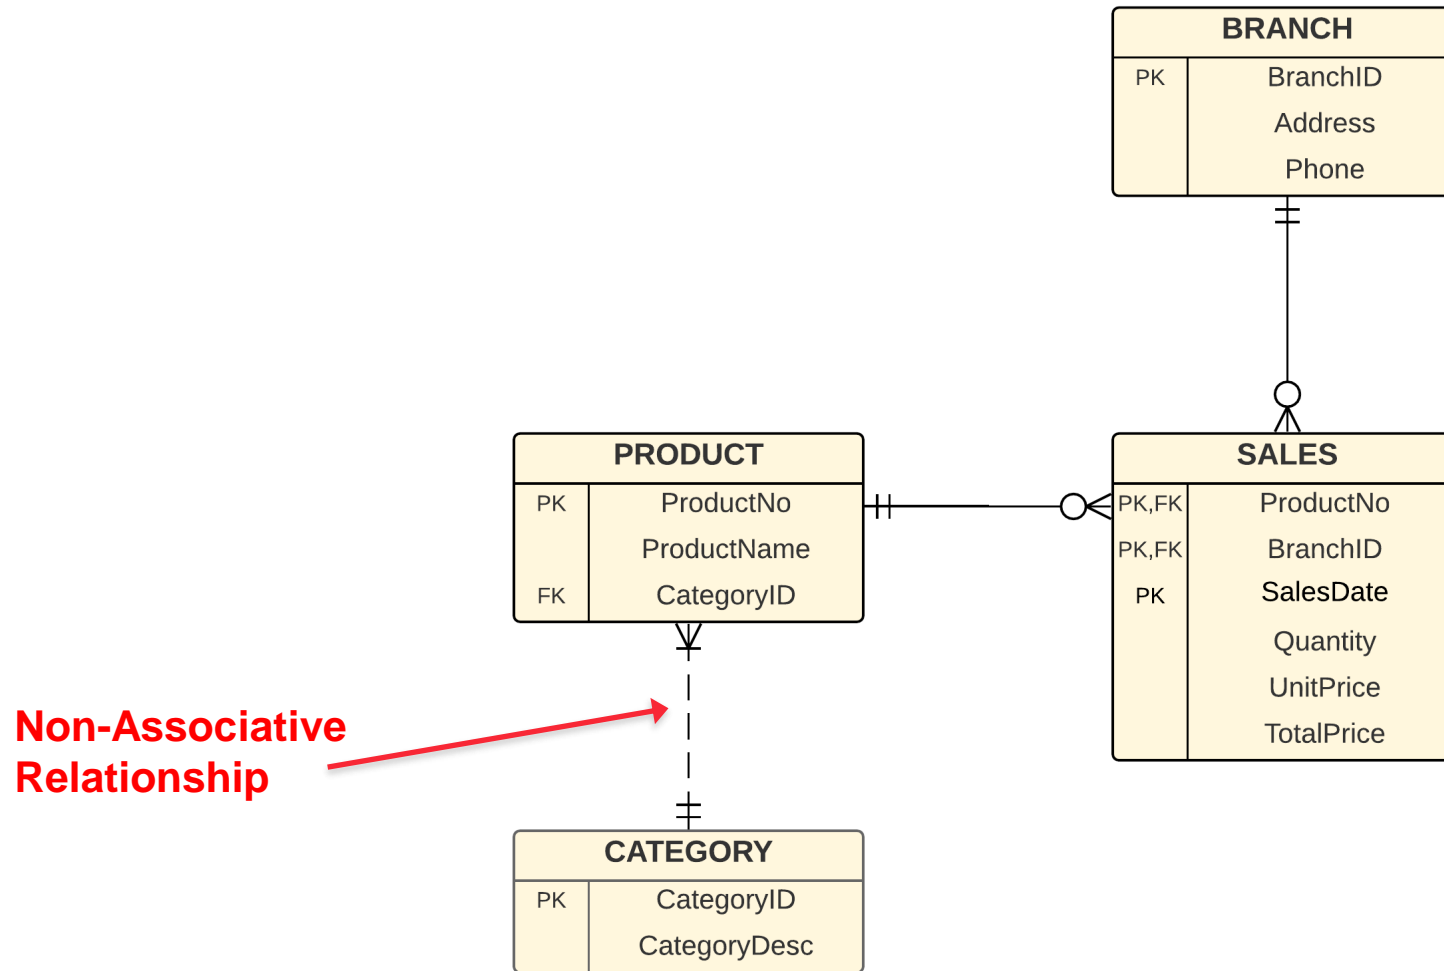 BRANCH
PK BranchID
Address
Phone
PRODUCT
PK ProductNo
ProductName
FK CategoryID
SALES
PK,FK ProductNo
PK,FK BranchID
PK SalesDate
Quantity
UnitPrice
TotalPrice
Non-Associative
Relationship
CATEGORY
PK CategoryID
CategoryDesc